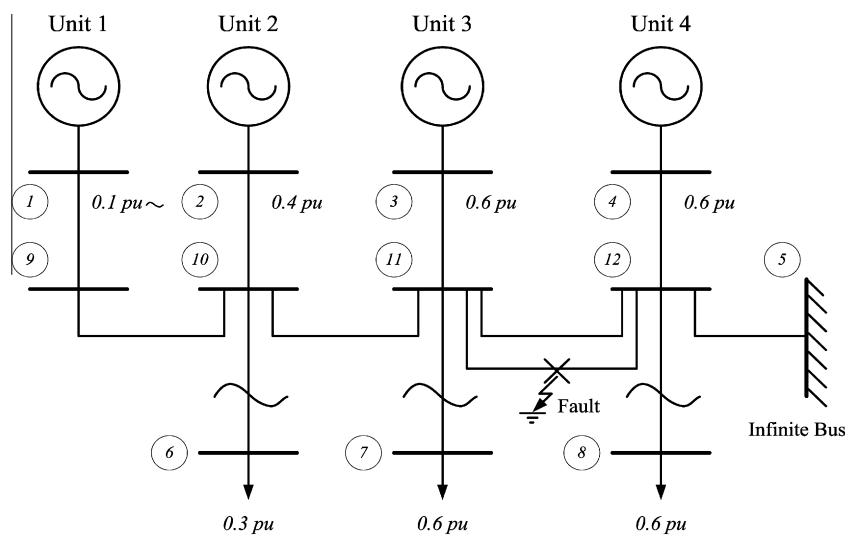 Unit 1 Unit 2 Unit 3 Unit 4
1 0.1 pu~ 2 0.4 pu 3 0.6 pu 4 0.6 pu
9 10 11 12 5
Fault
Infinite Bus
6 7 8
0.3 pu 0.6 pu 0.6 pu